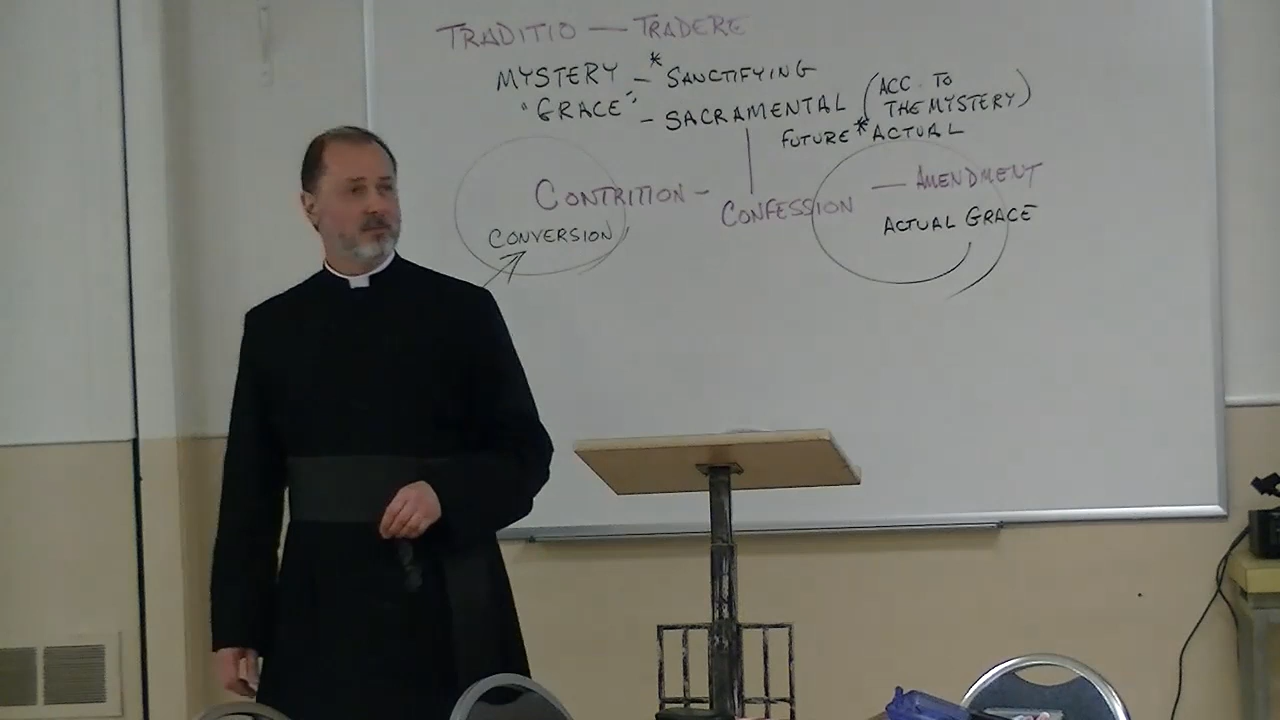 TRADITIO — TRADERE
MYSTERY — * SANCTIFYING
"GRACE" — SACRAMENTAL (ACC. TO THE MYSTERY)
FUTURE * ACTUAL
CONTRITION — CONFESSION — AMENDMENT
CONVERSION
ACTUAL GRACE